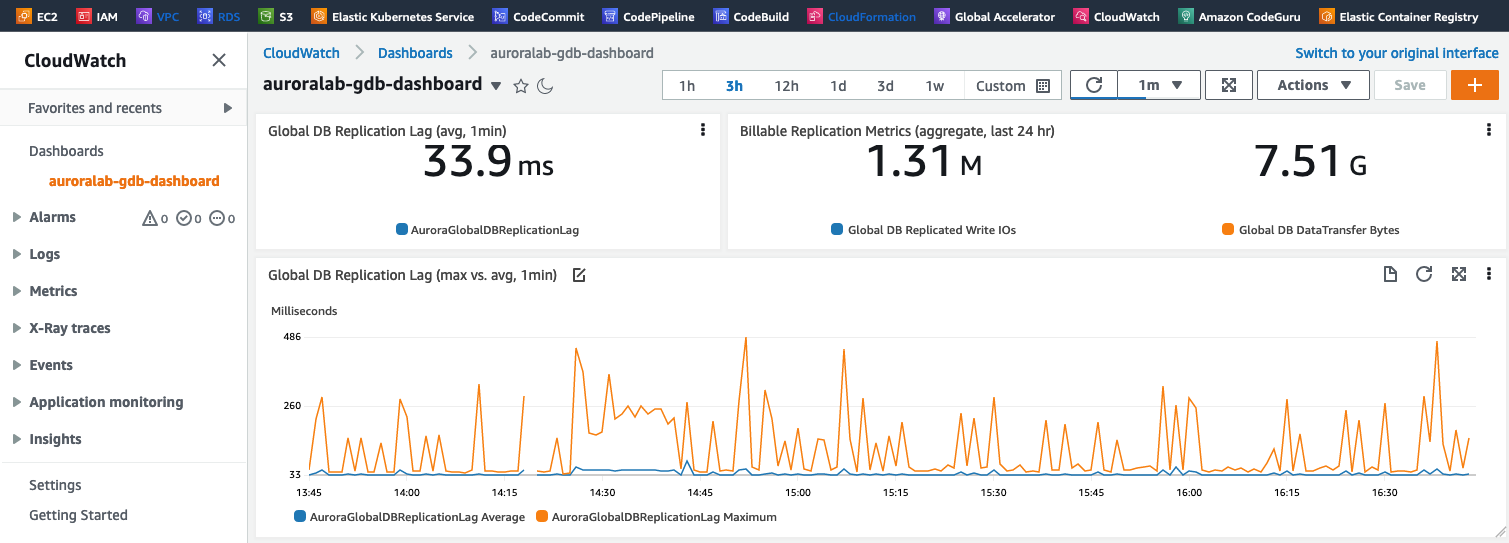 EC2 IAM VPC RDS S3 Elastic Kubernetes Service CodeCommit CodePipeline CodeBuild CloudFormation Global Accelerator CloudWatch Amazon CodeGuru Elastic Container Registry
CloudWatch
Favorites and recents
Dashboards
auroralab-gdb-dashboard
Alarms 0 0 0
Logs
Metrics
X-Ray traces
Events
Application monitoring
Insights
Settings
Getting Started
CloudWatch Dashboards auroralab-gdb-dashboard Switch to your original interface
auroralab-gdb-dashboard 1h 3h 12h 1d 3d 1w Custom 1m Actions Save +
Global DB Replication Lag (avg, 1min)
33.9 ms
AuroraGlobalDBReplicationLag
Billable Replication Metrics (aggregate, last 24 hr)
1.31 M 7.51 G
Global DB Replicated Write IOs Global DB DataTransfer Bytes
Global DB Replication Lag (max vs. avg, 1min)
Milliseconds
486
260
33
13:45 14:00 14:15 14:30 14:45 15:00 15:15 15:30 15:45 16:00 16:15 16:30
AuroraGlobalDBReplicationLag Average AuroraGlobalDBReplicationLag Maximum